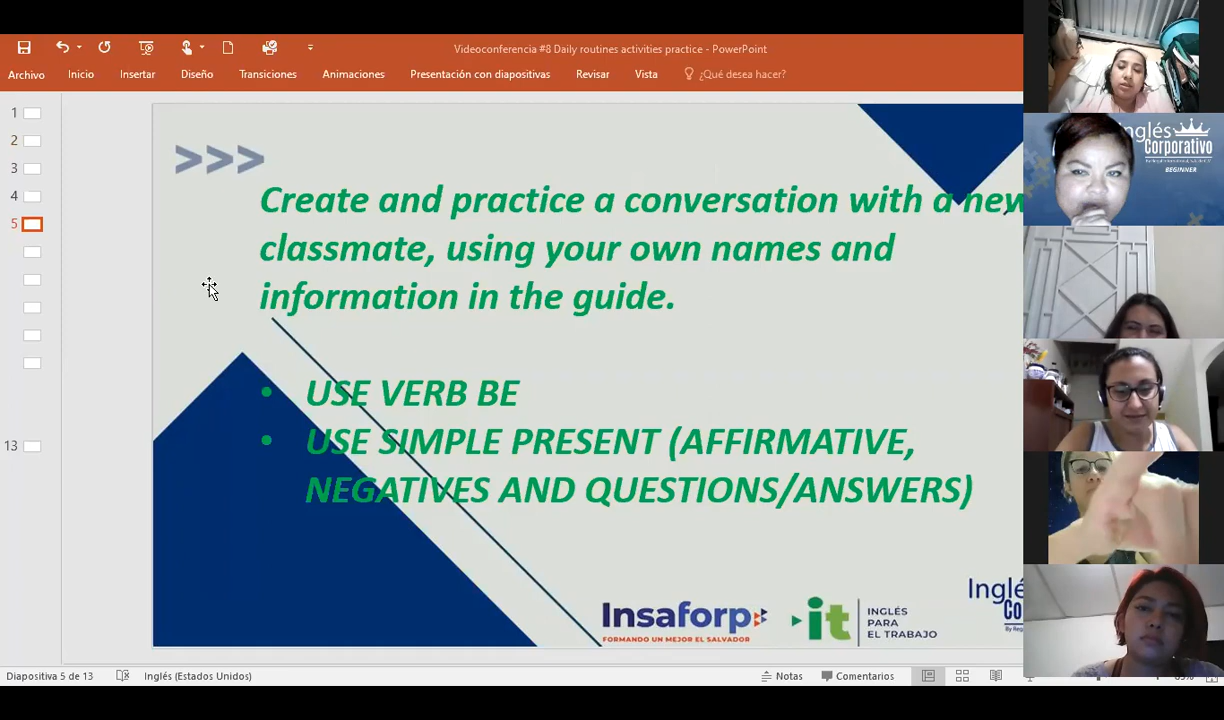 Videoconferencia #8 Daily routines activities practice - PowerPoint
Archivo Inicio Insertar Diseño Transiciones Animaciones Presentación con diapositivas Revisar Vista ¿Qué desea hacer?
1
2
3
4
5
13
>>>
Create and practice a conversation with a new
classmate, using your own names and
information in the guide.
• USE VERB BE
• USE SIMPLE PRESENT (AFFIRMATIVE,
NEGATIVES AND QUESTIONS/ANSWERS)
Insaforp
FORMANDO UN MEJOR EL SALVADOR
it
INGLÉS
PARA
EL TRABAJO
Inglés
Corporativo
BEGINNER
Diapositiva 5 de 13 Inglés (Estados Unidos) Notas Comentarios